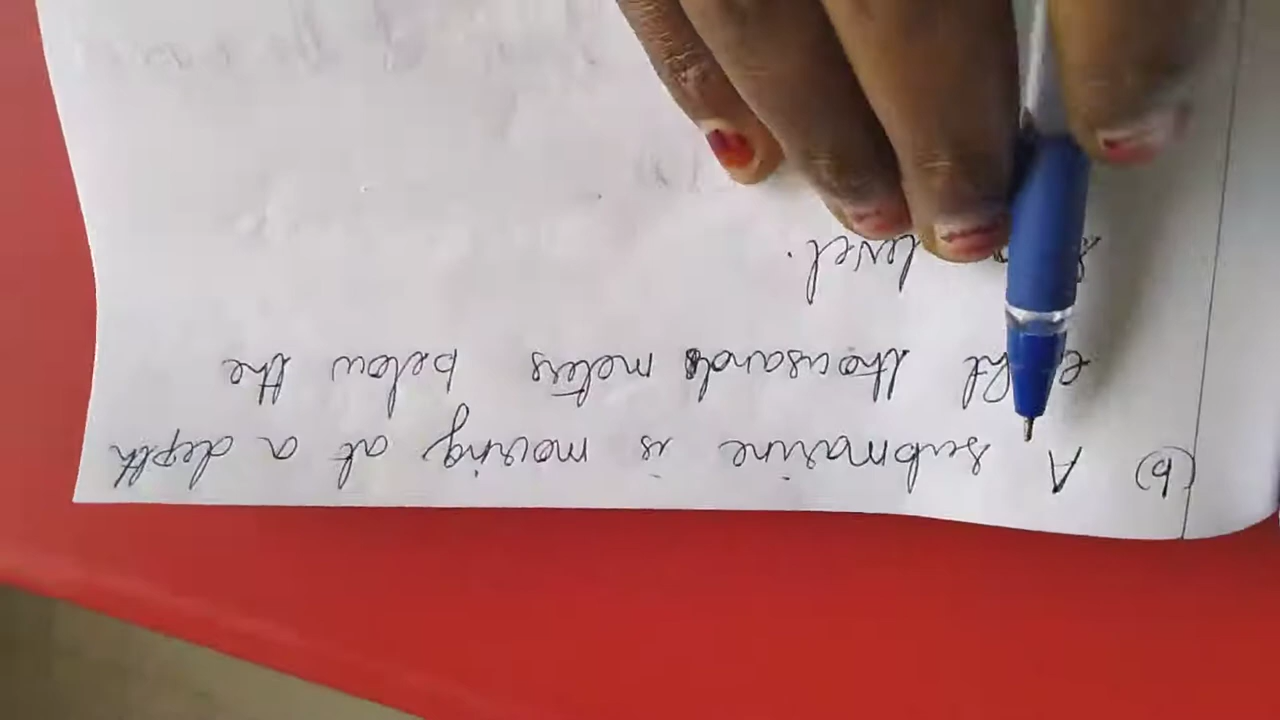 (b) A submarine is moving at a depth
eight thousands meters below the
level.